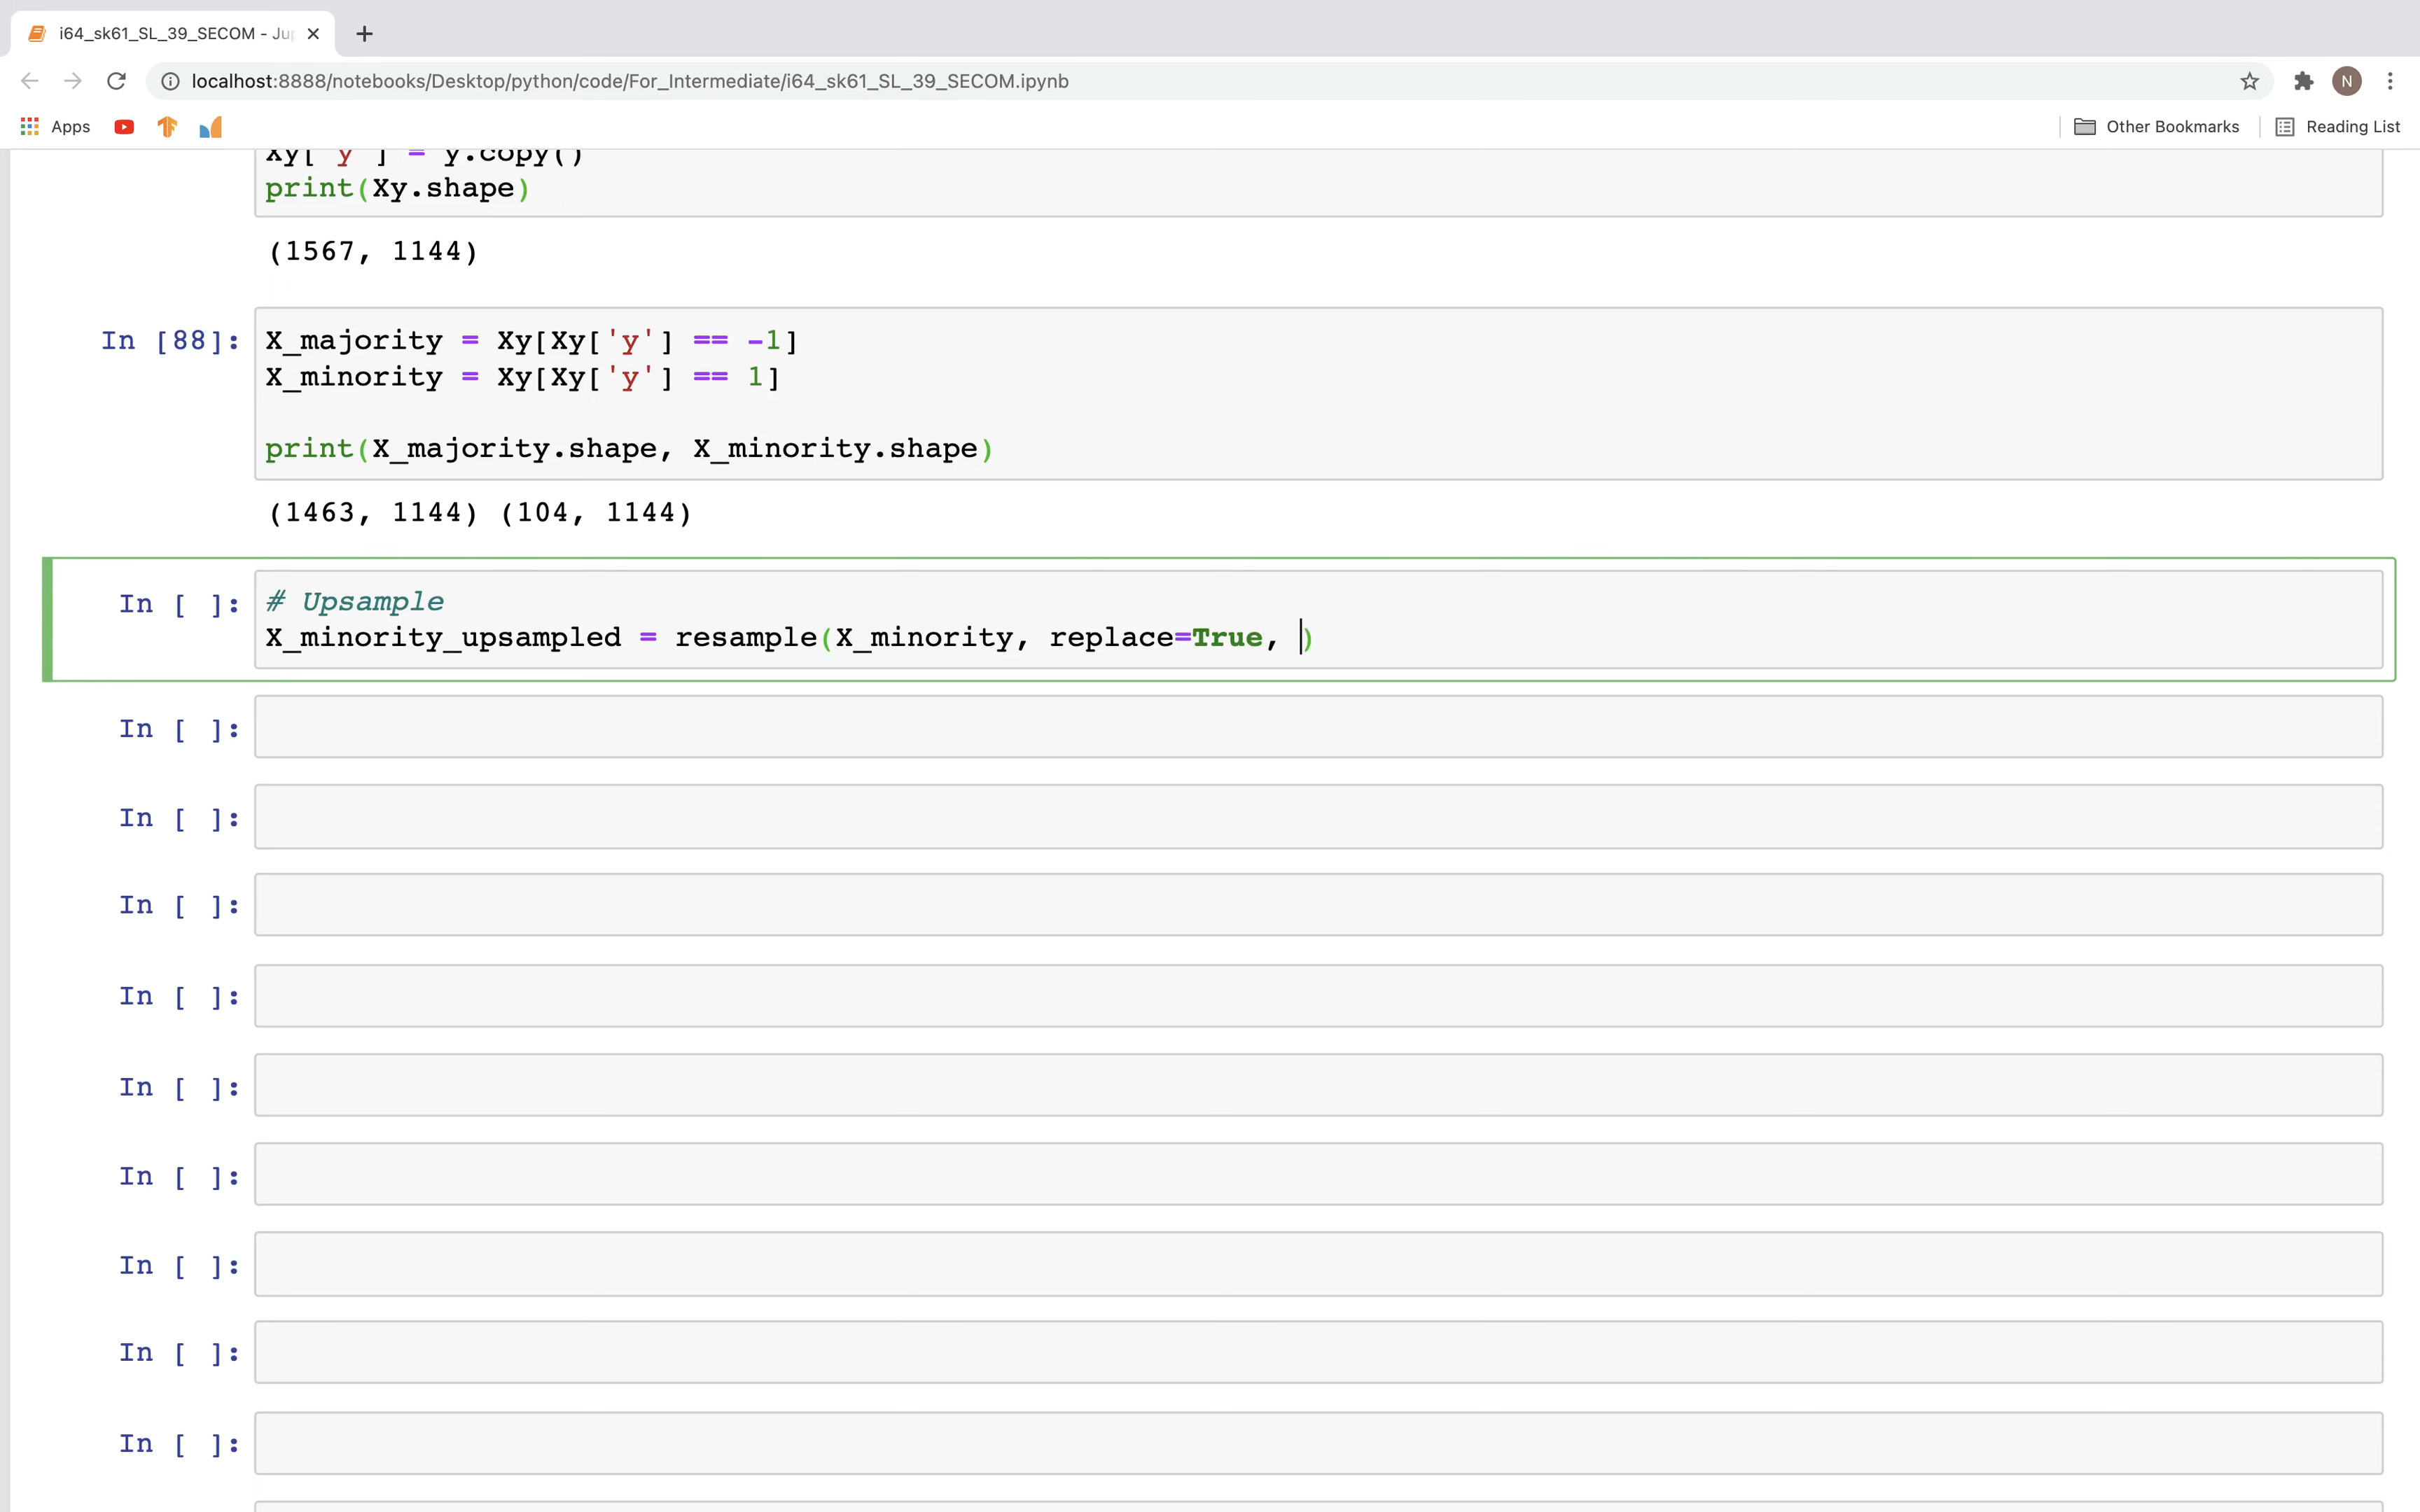 i64_sk61_SL_39_SECOM - Ju
localhost:8888/notebooks/Desktop/python/code/For_Intermediate/i64_sk61_SL_39_SECOM.ipynb
N
Apps
Other Bookmarks
Reading List
Xy['y'] = y.copy()
print(Xy.shape)
(1567, 1144)
In [88]:
X_majority = Xy[Xy['y'] == -1]
X_minority = Xy[Xy['y'] == 1]
print(X_majority.shape, X_minority.shape)
(1463, 1144) (104, 1144)
In [ ]:
# Upsample
X_minority_upsampled = resample(X_minority, replace=True, )
In [ ]:
In [ ]:
In [ ]:
In [ ]:
In [ ]:
In [ ]:
In [ ]:
In [ ]:
In [ ]: